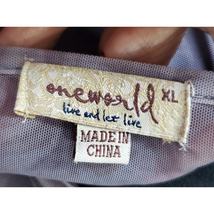 oneworld XL
live and let live
MADE IN
CHINA